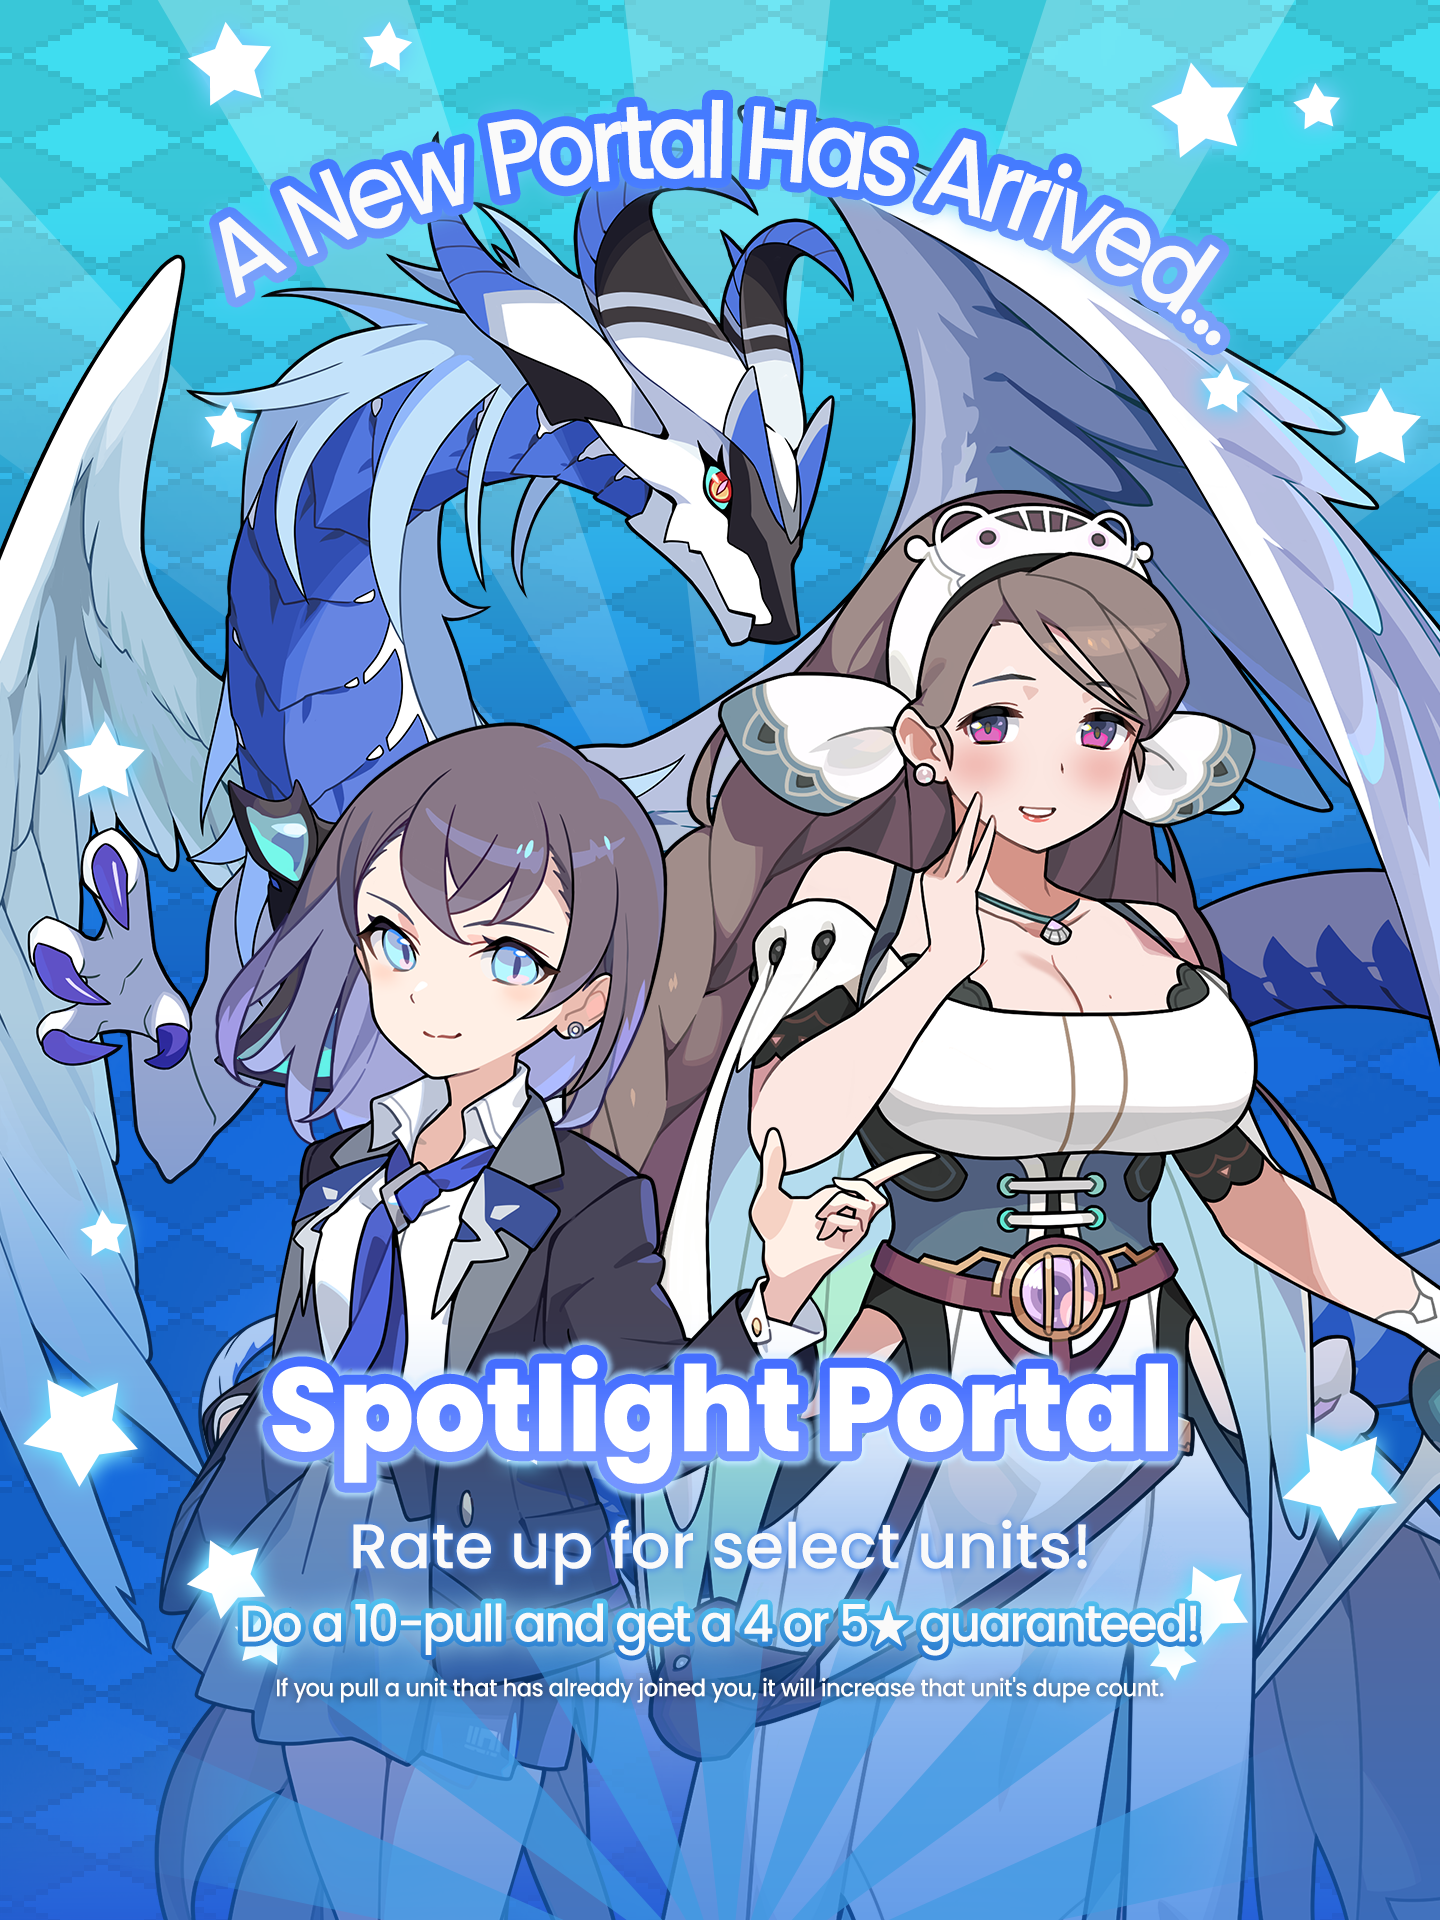 A New Portal Has Arrived...
Spotlight Portal
Rate up for select units!
Do a 10-pull and get a 4 or 5★ guaranteed!
If you pull a unit that has already joined you, it will increase that unit's dupe count.